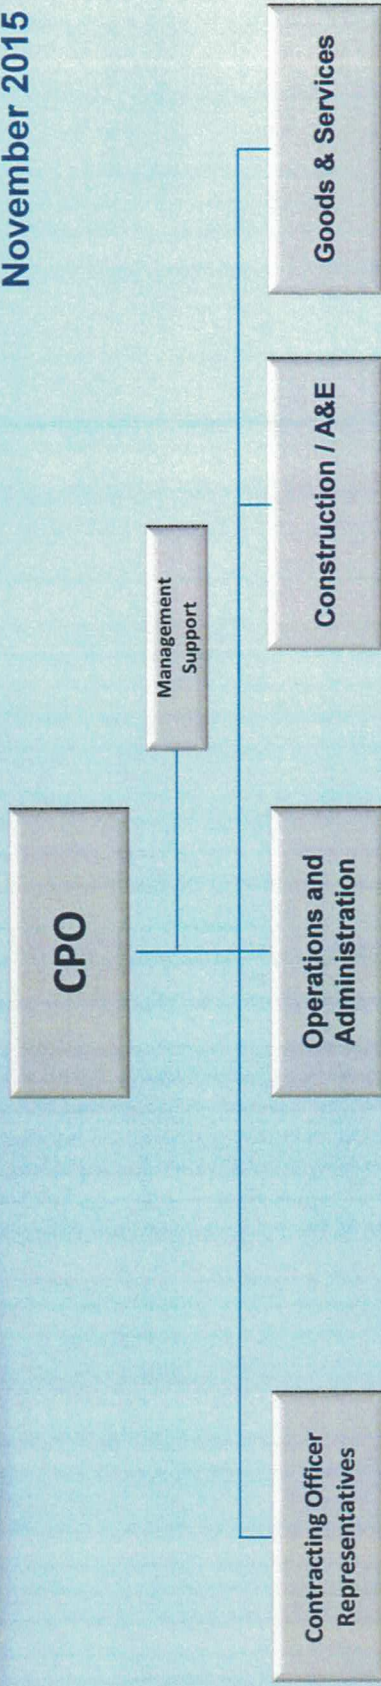 November 2015
CPO
Management
Support
Contracting Officer
Representatives
Operations and
Administration
Construction / A&E
Goods & Services